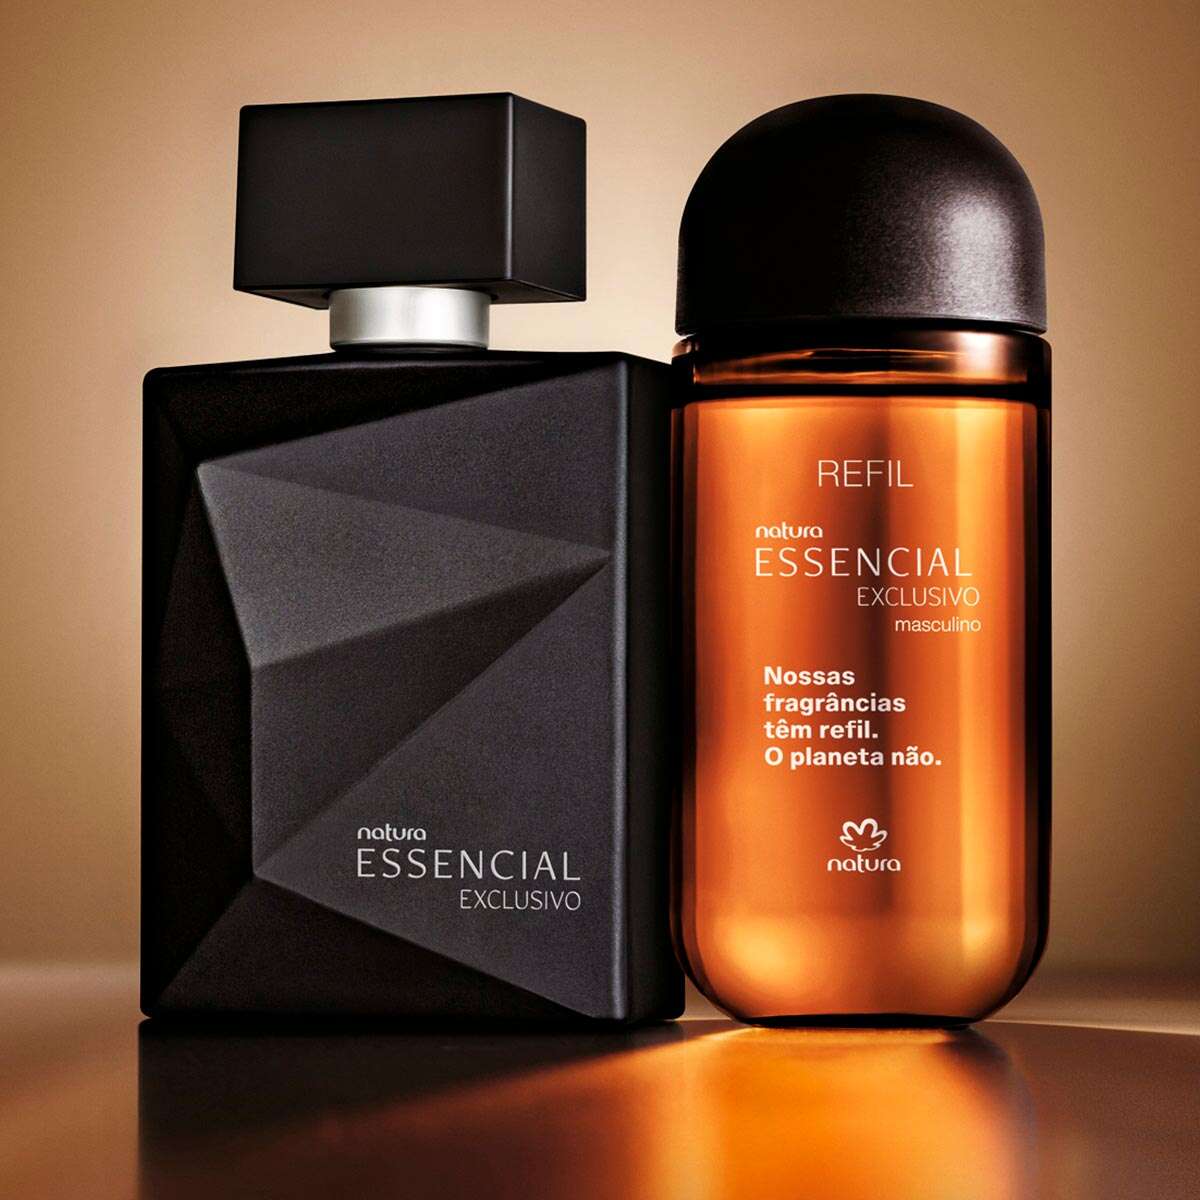 natura
ESSENCIAL
EXCLUSIVO
REFIL
natura
ESSENCIAL
EXCLUSIVO
masculino
Nossas
fragrâncias
têm refil.
O planeta não.
natura